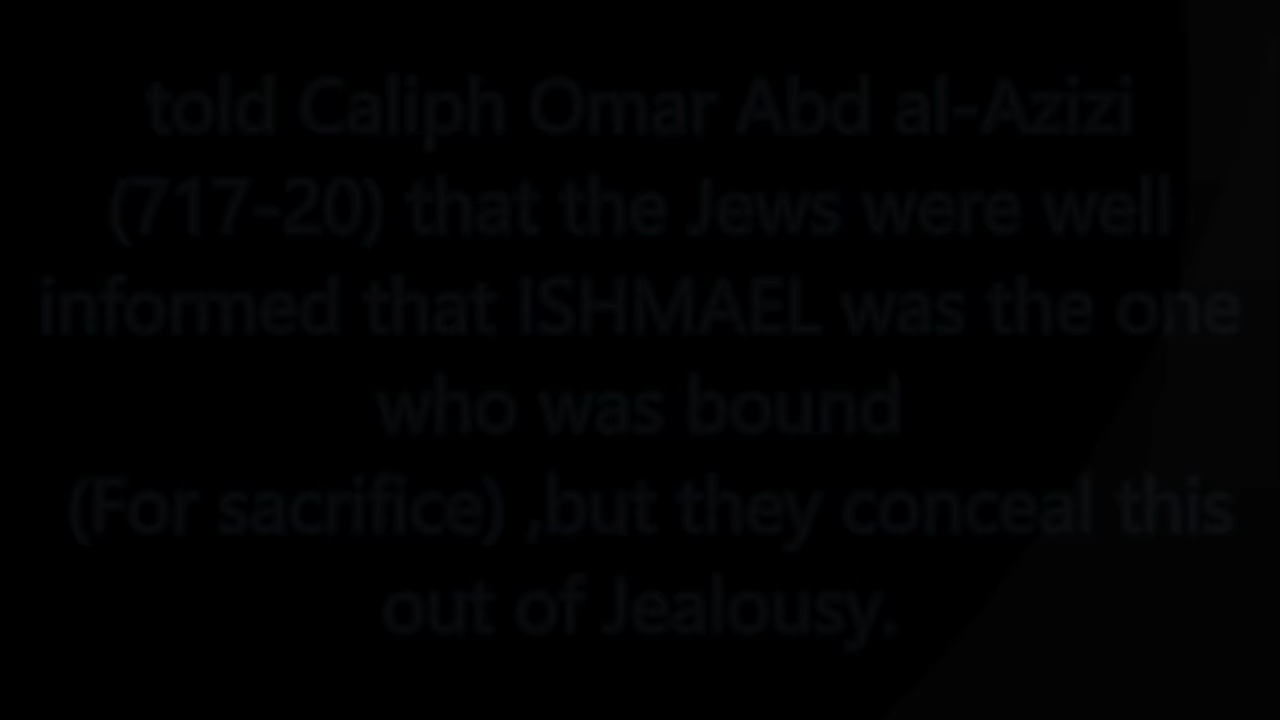 told Caliph Omar Abd al-Azizi
(717-20) that the Jews were well
informed that ISHMAEL was the one
who was bound
(For sacrifice) ,but they conceal this
out of Jealousy.